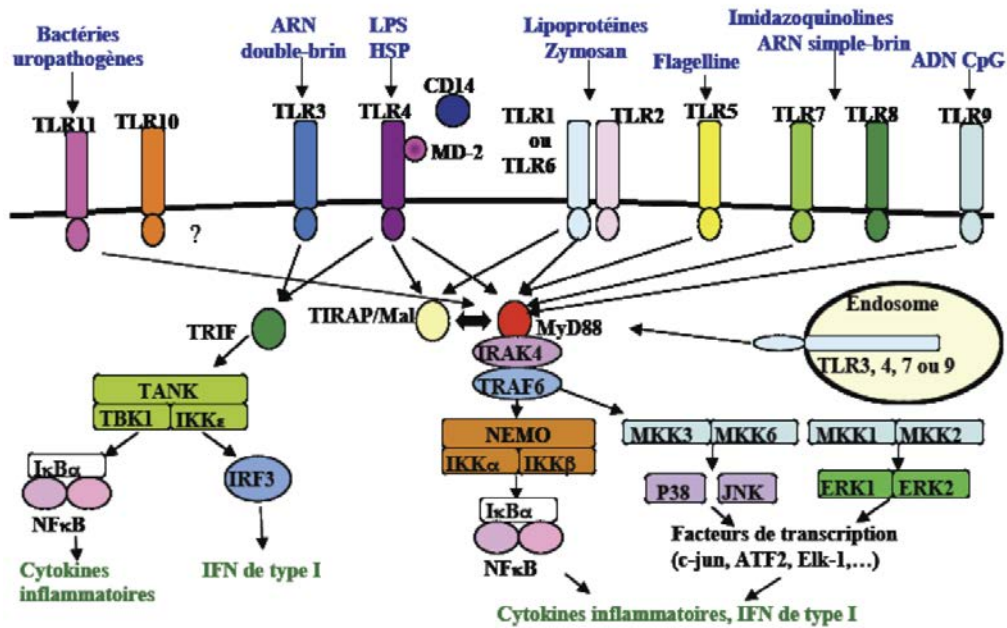 Bactéries
uropathogènes
ARN
double-brin
LPS
HSP
CD14
Lipoprotéines
Zymosan
Flagelline
Imidazoquinolines
ARN simple-brin
ADN CpG
TLR11
TLR10
TLR3
TLR4
MD-2
TLR1
ou
TLR6
TLR2
TLR5
TLR7
TLR8
TLR9
?
TRIF
TIRAP/Mal
MyD88
Endosome
TLR3, 4, 7 ou 9
IRAK4
TRAF6
TANK
TBK1 IKKε
NEMO
IKKα IKKβ
MKK3 MKK6
MKK1 MKK2
IκBα
NFκB
IRF3
IκBα
NFκB
P38 JNK
ERK1 ERK2
Facteurs de transcription
(c-jun, ATF2, Elk-1,...)
Cytokines
inflammatoires
IFN de type I
Cytokines inflammatoires, IFN de type I